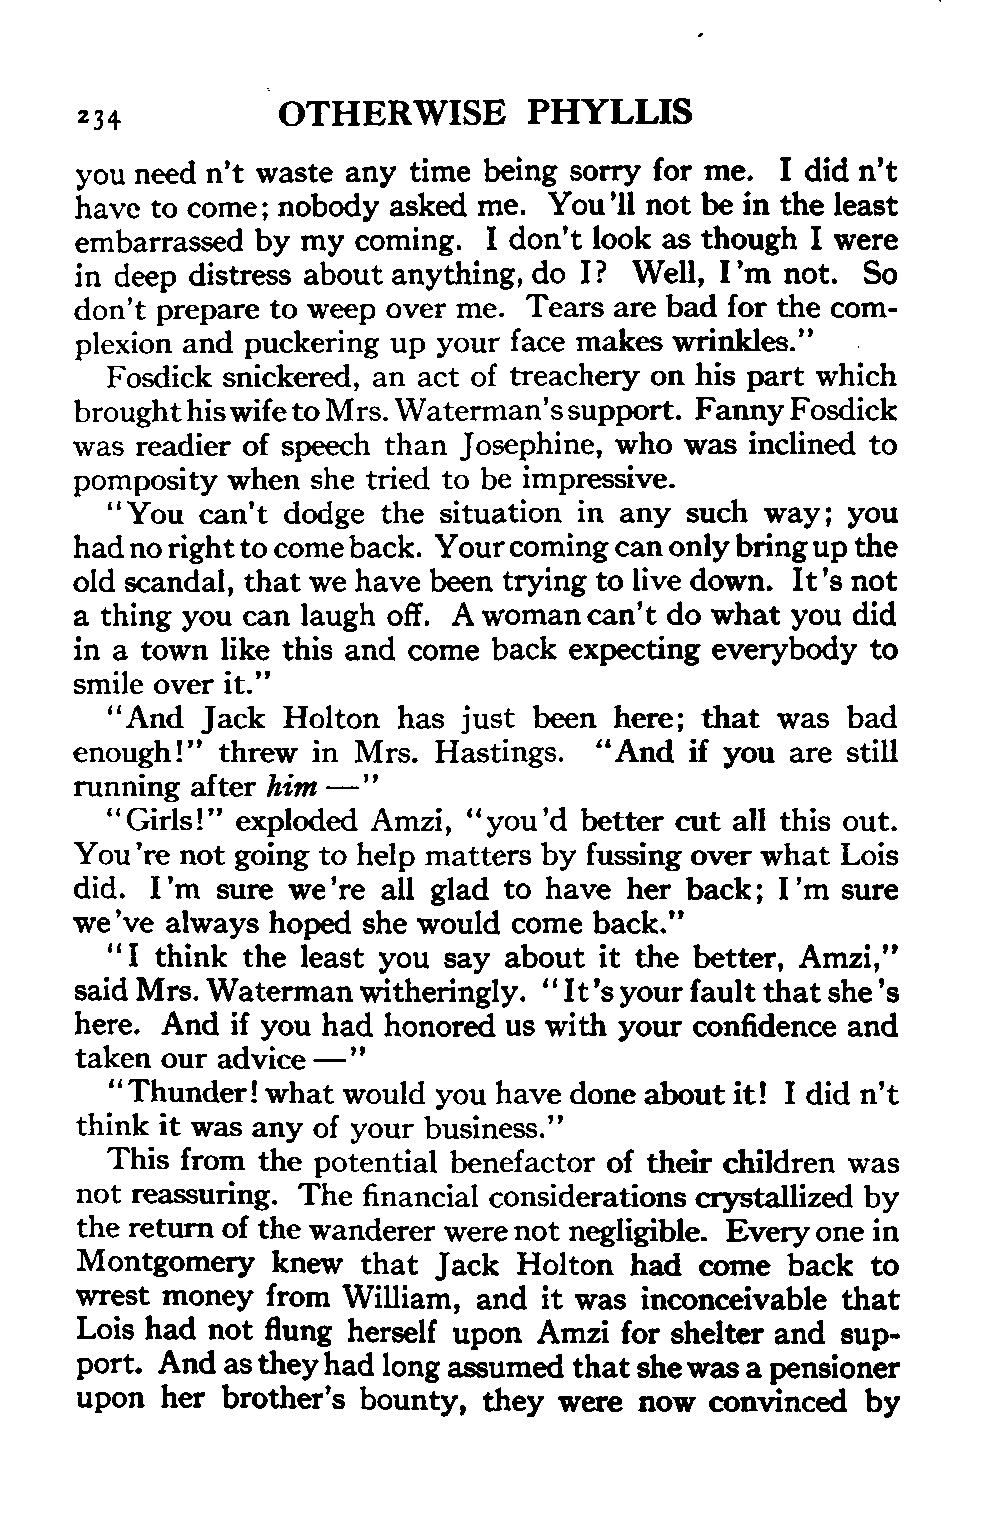 234 OTHERWISE PHYLLIS
you need n't waste any time being sorry for me. I did n't
have to come; nobody asked me. You 'll not be in the least
embarrassed by my coming. I don't look as though I were
in deep distress about anything, do I? Well, I 'm not. So
don't prepare to weep over me. Tears are bad for the com-
plexion and puckering up your face makes wrinkles."
Fosdick snickered, an act of treachery on his part which
brought his wife to Mrs. Waterman's support. Fanny Fosdick
was readier of speech than Josephine, who was inclined to
pomposity when she tried to be impressive.
"You can't dodge the situation in any such way; you
had no right to come back. Your coming can only bring up the
old scandal, that we have been trying to live down. It 's not
a thing you can laugh off. A woman can't do what you did
in a town like this and come back expecting everybody to
smile over it."
"And Jack Holton has just been here; that was bad
enough!" threw in Mrs. Hastings. "And if you are still
running after him —"
"Girls!" exploded Amzi, "you 'd better cut all this out.
You 're not going to help matters by fussing over what Lois
did. I 'm sure we 're all glad to have her back; I 'm sure
we 've always hoped she would come back."
"I think the least you say about it the better, Amzi,"
said Mrs. Waterman witheringly. "It 's your fault that she 's
here. And if you had honored us with your confidence and
taken our advice —"
"Thunder! what would you have done about it! I did n't
think it was any of your business."
This from the potential benefactor of their children was
not reassuring. The financial considerations crystallized by
the return of the wanderer were not negligible. Every one in
Montgomery knew that Jack Holton had come back to
wrest money from William, and it was inconceivable that
Lois had not flung herself upon Amzi for shelter and sup-
port. And as they had long assumed that she was a pensioner
upon her brother's bounty, they were now convinced by